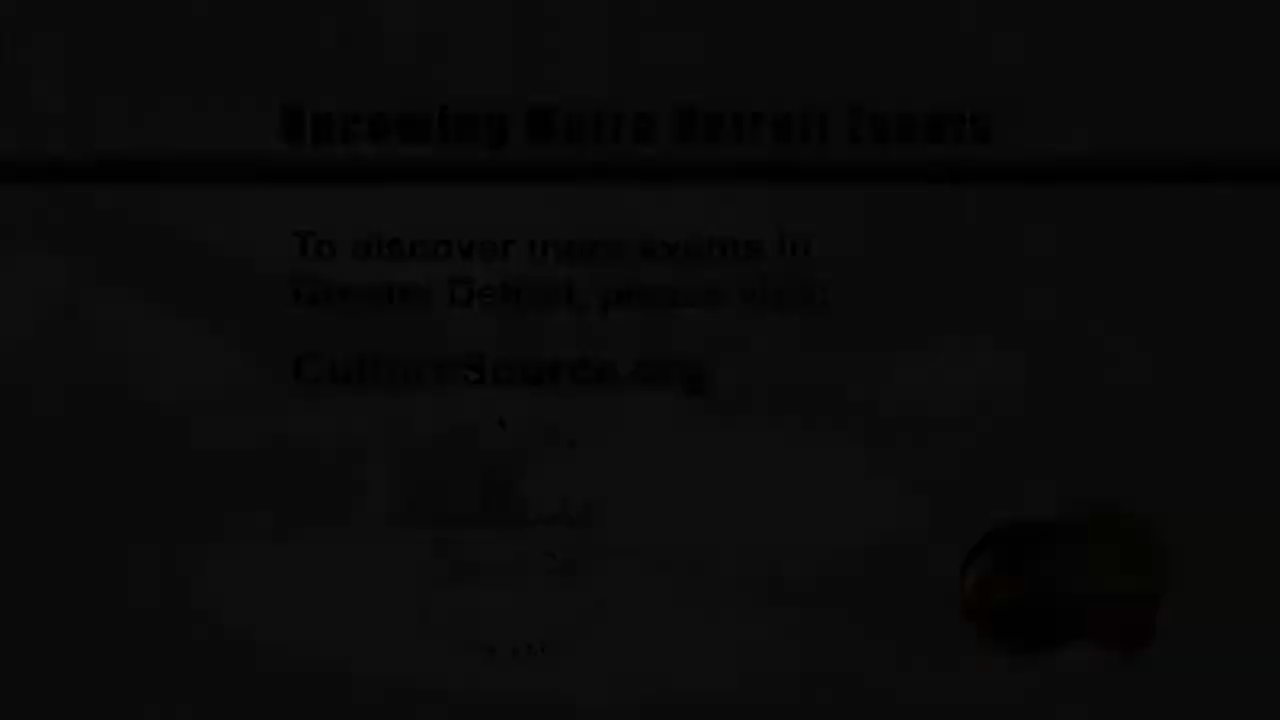 Upcoming Metro Detroit Events
To discover more events in
Greater Detroit, please visit:
CultureSource.org